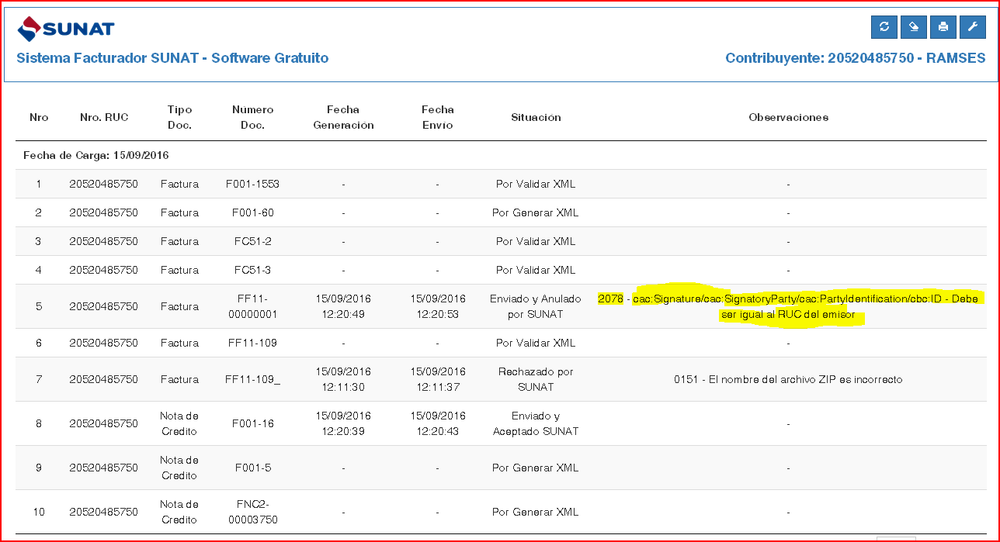 SUNAT
Sistema Facturador SUNAT - Software Gratuito
Contribuyente: 20520485750 - RAMSES
Nro Nro. RUC Tipo Doc. Número Doc. Fecha Generación Fecha Envío Situación Observaciones
Fecha de Carga: 15/09/2016
1 20520485750 Factura F001-1553 - - Por Validar XML -
2 20520485750 Factura F001-60 - - Por Generar XML -
3 20520485750 Factura FC51-2 - - Por Validar XML -
4 20520485750 Factura FC51-3 - - Por Validar XML -
5 20520485750 Factura FF11-00000001 15/09/2016 12:20:49 15/09/2016 12:20:53 Enviado y Anulado por SUNAT 2078 - cac:Signature/cac:SignatoryParty/cac:PartyIdentification/cbc:ID - Debe ser igual al RUC del emisor
6 20520485750 Factura FF11-109 - - Por Validar XML -
7 20520485750 Factura FF11-109_ 15/09/2016 12:11:30 15/09/2016 12:11:37 Rechazado por SUNAT 0151 - El nombre del archivo ZIP es incorrecto
8 20520485750 Nota de Credito F001-16 15/09/2016 12:20:39 15/09/2016 12:20:43 Enviado y Aceptado SUNAT -
9 20520485750 Nota de Credito F001-5 - - Por Generar XML -
10 20520485750 Nota de Credito FNC2-00003750 - - Por Generar XML -